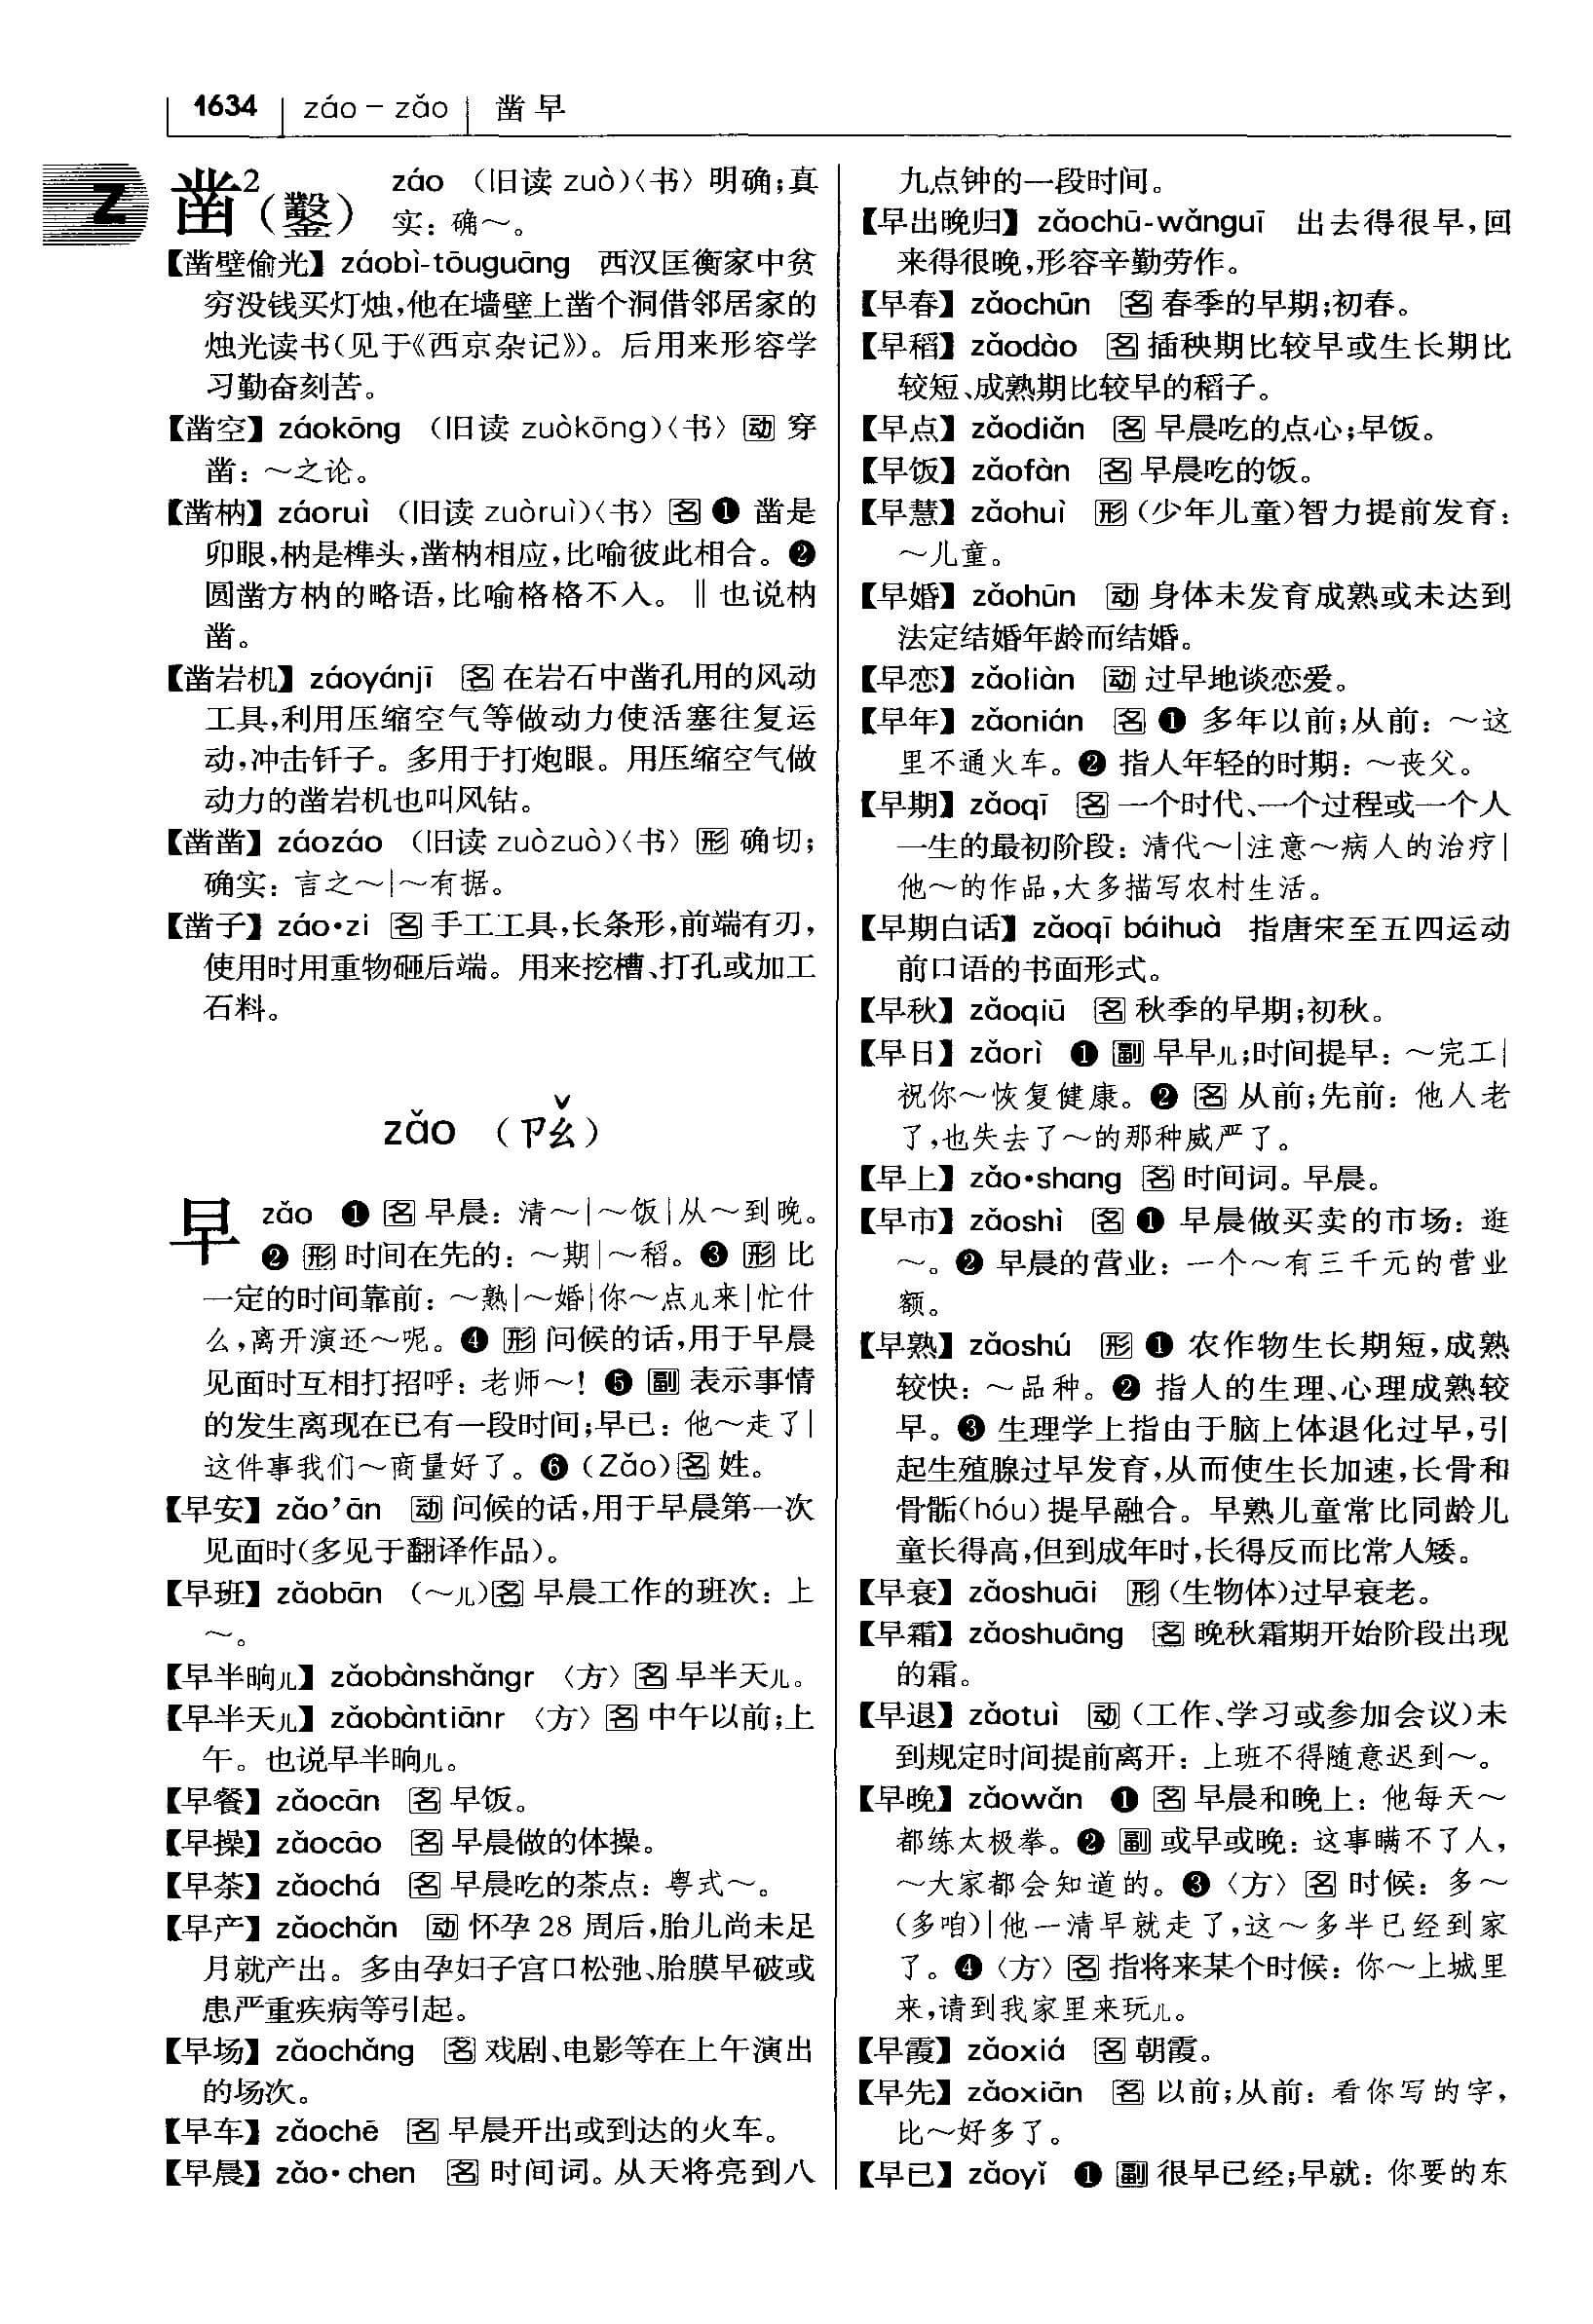 1634 záo－zǎo 凿早
Z
凿²（鑿） záo （旧读 zuò）〈书〉明确；真
实：确～。
【凿壁偷光】záobì-tōuguāng 西汉匡衡家中贫
穷没钱买灯烛，他在墙壁上凿个洞借邻居家的
烛光读书（见于《西京杂记》）。后用来形容学
习勤奋刻苦。
【凿空】záokōng （旧读 zuòkōng）〈书〉 动 穿
凿：～之论。
【凿枘】záoruì （旧读 zuòruì）〈书〉 名 ❶ 凿是
卯眼，枘是榫头，凿枘相应，比喻彼此相合。❷
圆凿方枘的略语，比喻格格不入。‖也说枘
凿。
【凿岩机】záoyánjī 名 在岩石中凿孔用的风动
工具，利用压缩空气等做动力使活塞往复运
动，冲击钎子。多用于打炮眼。用压缩空气做
动力的凿岩机也叫风钻。
【凿凿】záozáo （旧读 zuòzuò）〈书〉 形 确切；
确实：言之～|～有据。
【凿子】záo•zi 名 手工工具，长条形，前端有刃，
使用时用重物砸后端。用来挖槽、打孔或加工
石料。
zǎo （ㄗㄠˇ）
早 zǎo ❶ 名 早晨：清～|～饭|从～到晚。
❷ 形 时间在先的：～期|～稻。❸ 形 比
一定的时间靠前：～熟|～婚|你～点儿来|忙什
么，离开演还～呢。❹ 形 问候的话，用于早晨
见面时互相打招呼：老师～！❺ 副 表示事情
的发生离现在已有一段时间；早已：他～走了|
这件事我们～商量好了。❻（Zǎo）名 姓。
【早安】zǎo’ān 动 问候的话，用于早晨第一次
见面时（多见于翻译作品）。
【早班】zǎobān （～儿）名 早晨工作的班次：上
～。
【早半晌儿】zǎobànshǎngr 〈方〉 名 早半天儿。
【早半天儿】zǎobàntiānr 〈方〉 名 中午以前；上
午。也说早半晌儿。
【早餐】zǎocān 名 早饭。
【早操】zǎocāo 名 早晨做的体操。
【早茶】zǎochá 名 早晨吃的茶点：粤式～。
【早产】zǎochǎn 动 怀孕 28 周后，胎儿尚未足
月就产出。多由孕妇子宫口松弛、胎膜早破或
患严重疾病等引起。
【早场】zǎochǎng 名 戏剧、电影等在上午演出
的场次。
【早车】zǎochē 名 早晨开出或到达的火车。
【早晨】zǎo•chen 名 时间词。从天将亮到八
九点钟的一段时间。
【早出晚归】zǎochū-wǎnguī 出去得很早，回
来得很晚，形容辛勤劳作。
【早春】zǎochūn 名 春季的早期；初春。
【早稻】zǎodào 名 插秧期比较早或生长期比
较短、成熟期比较早的稻子。
【早点】zǎodiǎn 名 早晨吃的点心；早饭。
【早饭】zǎofàn 名 早晨吃的饭。
【早慧】zǎohuì 形（少年儿童）智力提前发育：
～儿童。
【早婚】zǎohūn 动 身体未发育成熟或未达到
法定结婚年龄而结婚。
【早恋】zǎoliàn 动 过早地谈恋爱。
【早年】zǎonián 名 ❶ 多年以前；从前：～这
里不通火车。❷ 指人年轻的时期：～丧父。
【早期】zǎoqī 名 一个时代、一个过程或一个人
一生的最初阶段：清代～|注意～病人的治疗|
他～的作品，大多描写农村生活。
【早期白话】zǎoqī báihuà 指唐宋至五四运动
前口语的书面形式。
【早秋】zǎoqiū 名 秋季的早期；初秋。
【早日】zǎorì ❶ 副 早早儿；时间提早：～完工|
祝你～恢复健康。❷ 名 从前；先前：他人老
了，也失去了～的那种威严了。
【早上】zǎo•shang 名 时间词。早晨。
【早市】zǎoshì 名 ❶ 早晨做买卖的市场：逛
～。❷ 早晨的营业：一个～有三千元的营业
额。
【早熟】zǎoshú 形 ❶ 农作物生长期短，成熟
较快：～品种。❷ 指人的生理、心理成熟较
早。❸ 生理学上指由于脑上体退化过早，引
起生殖腺过早发育，从而使生长加速，长骨和
骨骺（hóu）提早融合。早熟儿童常比同龄儿
童长得高，但到成年时，长得反而比常人矮。
【早衰】zǎoshuāi 形（生物体）过早衰老。
【早霜】zǎoshuāng 名 晚秋霜期开始阶段出现
的霜。
【早退】zǎotuì 动（工作、学习或参加会议）未
到规定时间提前离开：上班不得随意迟到～。
【早晚】zǎowǎn ❶ 名 早晨和晚上：他每天～
都练太极拳。❷ 副 或早或晚：这事瞒不了人，
～大家都会知道的。❸〈方〉 名 时候：多～
（多咱）|他一清早就走了，这～多半已经到家
了。❹〈方〉 名 指将来某个时候：你～上城里
来，请到我家里来玩儿。
【早霞】zǎoxiá 名 朝霞。
【早先】zǎoxiān 名 以前；从前：看你写的字，
比～好多了。
【早已】zǎoyǐ ❶ 副 很早已经；早就：你要的东